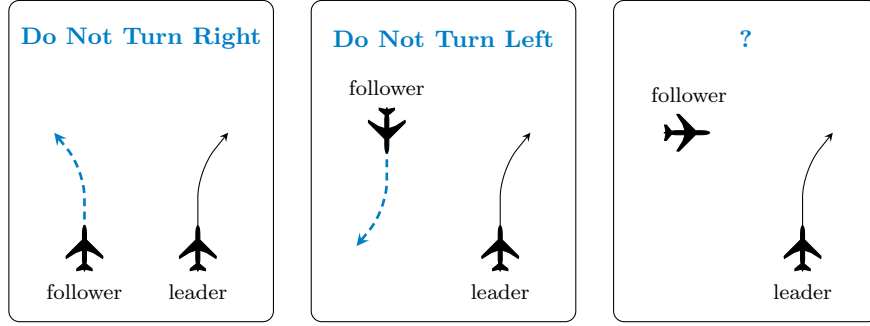 Do Not Turn Right
follower
leader
Do Not Turn Left
follower
leader
?
follower
leader